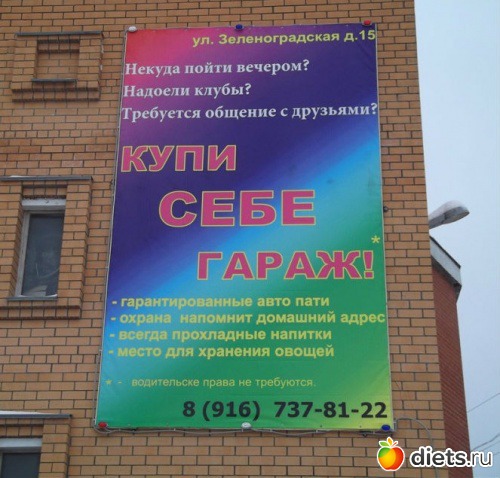 ул. Зеленоградская д.15
Некуда пойти вечером?
Надоели клубы?
Требуется общение с друзьями?
КУПИ
СЕБЕ
ГАРАЖ!*
- гарантированные авто пати
- охрана напомнит домашний адрес
- всегда прохладные напитки
- место для хранения овощей
* - водительске права не требуются.
8 (916) 737-81-22
diets.ru